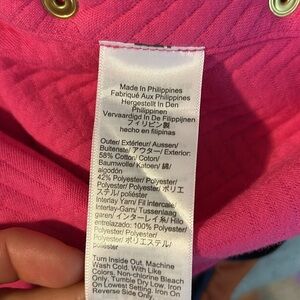 Made In Philippines
Fabriqué Aux Philippines
Hergestellt In Den
Philippinen
Vervaardigd In De Filippijnen
フィリピン製
hecho en filipinas
Outer/ Extérieur/ Aussen/
Buitenste/ アウター/ Exterior:
58% Cotton/ Coton/
Baumwolle/ Katoen/ 綿/
algodón
42% Polyester/ Polyester/
Polyester/ Polyester/ ポリエ
ステル/ poliéster
Interlay Yarn/ Fil intercalé/
Interlay-Garn/ Tussenlaag
garen/ インターレイ糸/ Hilo
extraleizado: 100% Polyester/
Polyester/ Polyester/
Polyester/ ポリエステル/
poliéster
Turn Inside Out, Machine
Wash Cold. With Like
Colors, Non-chlorine Bleach
Only, Tumble Dry Low, Iron
On Lowest Setting, Iron On
Reverse Side Only